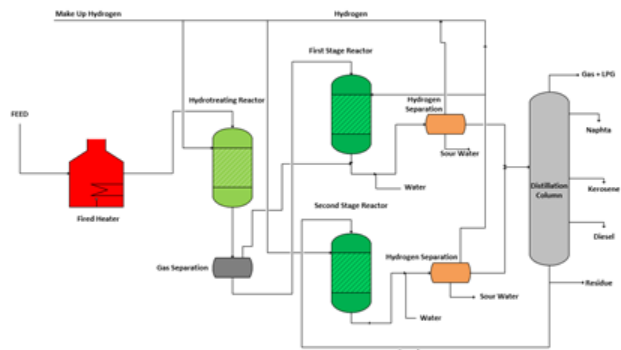 Make Up Hydrogen
Hydrogen
First Stage Reactor
Hydrotreating Reactor
Hydrogen
Separation
Gas + LPG
FEED
Naphta
Sour Water
Water
Kerosene
Distillation
Column
Fired Heater
Second Stage Reactor
Diesel
Gas Separation
Hydrogen Separation
Residue
Sour Water
Water